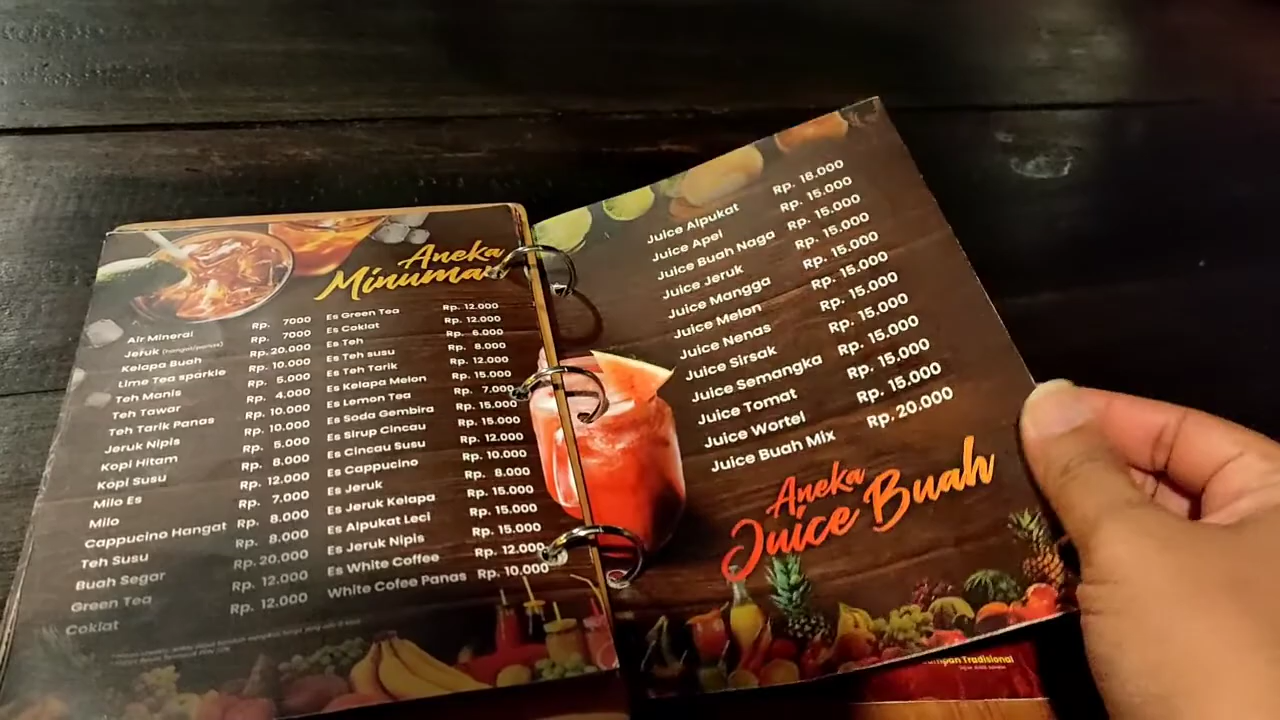 Aneka
Minuman
Air Mineral Rp. 7000
Jeruk (hangat/panas) Rp. 7000
Kelapa Buah Rp. 20.000
Lime Tea sparkle Rp. 10.000
Teh Manis Rp. 5.000
Teh Tawar Rp. 4.000
Teh Tarik Panas Rp. 10.000
Jeruk Nipis Rp. 10.000
Kopi Hitam Rp. 5.000
Kopi Susu Rp. 8.000
Milo Es Rp. 12.000
Milo Rp. 7.000
Cappucino Hangat Rp. 8.000
Teh Susu Rp. 8.000
Buah Segar Rp. 20.000
Green Tea Rp. 12.000
Coklat Rp. 12.000
Es Green Tea Rp. 12.000
Es Coklat Rp. 12.000
Es Teh Rp. 6.000
Es Teh susu Rp. 8.000
Es Teh Tarik Rp. 12.000
Es Kelapa Melon Rp. 15.000
Es Lemon Tea Rp. 7.000
Es Soda Gembira Rp. 15.000
Es Sirup Cincau Rp. 15.000
Es Cincau Susu Rp. 12.000
Es Cappucino Rp. 10.000
Es Jeruk Rp. 8.000
Es Jeruk Kelapa Rp. 15.000
Es Alpukat Leci Rp. 15.000
Es Jeruk Nipis Rp. 15.000
Es White Coffee Rp. 12.000
White Cofee Panas Rp. 10.000
Juice Alpukat Rp. 18.000
Juice Apel Rp. 15.000
Juice Buah Naga Rp. 15.000
Juice Jeruk Rp. 15.000
Juice Mangga Rp. 15.000
Juice Melon Rp. 15.000
Juice Nenas Rp. 15.000
Juice Sirsak Rp. 15.000
Juice Semangka Rp. 15.000
Juice Tomat Rp. 15.000
Juice Wortel Rp. 15.000
Juice Buah Mix Rp. 20.000
Aneka
Juice Buah
Tradisional